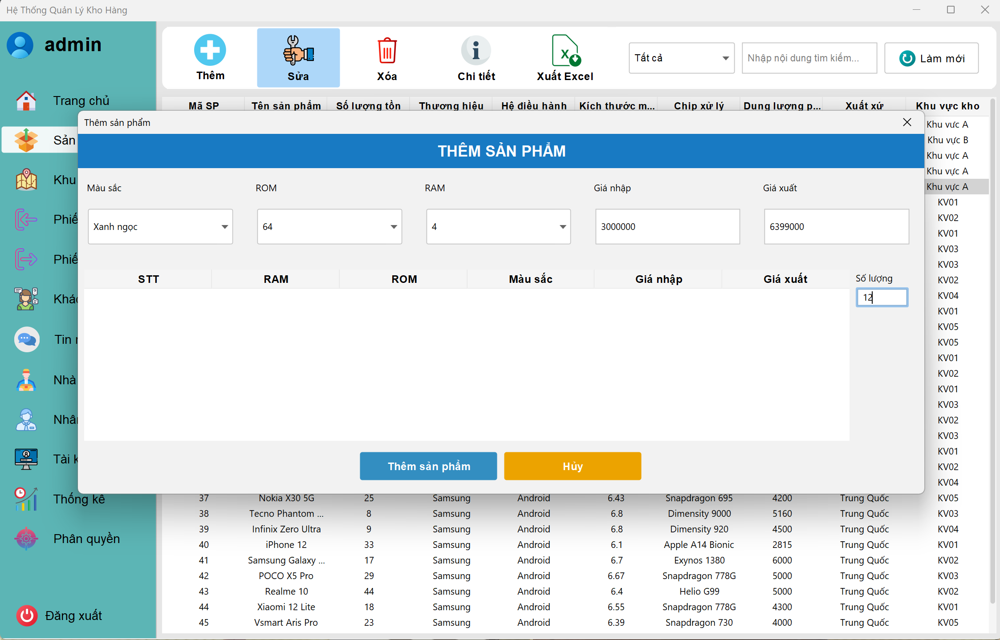 Hệ Thống Quản Lý Kho Hàng
admin
Thêm
Sửa
Xóa
Chi tiết
Xuất Excel
Tất cả
Nhập nội dung tìm kiếm...
Làm mới
Trang chủ
Sản
Khu
Phiế
Phiế
Khác
Tin n
Nhà
Nhân
Tài k
Thống kê
Phân quyền
Đăng xuất
Mã SP Tên sản phẩm Số lượng tồn Thương hiệu Hệ điều hành Kích thước m... Chip xử lý Dung lượng p... Xuất xứ Khu vực kho
Thêm sản phẩm
THÊM SẢN PHẨM
Màu sắc ROM RAM Giá nhập Giá xuất
Xanh ngọc 64 4 3000000 6399000
STT RAM ROM Màu sắc Giá nhập Giá xuất
Số lượng
12
Thêm sản phẩm
Hủy
Khu vực A
Khu vực B
Khu vực A
Khu vực A
Khu vực A
KV01
KV02
KV01
KV03
KV03
KV02
KV04
KV01
KV05
KV05
KV01
KV02
KV01
KV03
KV02
KV03
KV01
KV02
KV04
37 Nokia X30 5G 25 Samsung Android 6.43 Snapdragon 695 4200 Trung Quốc KV05
38 Tecno Phantom ... 8 Samsung Android 6.8 Dimensity 9000 5160 Trung Quốc KV03
39 Infinix Zero Ultra 9 Samsung Android 6.8 Dimensity 920 4500 Trung Quốc KV04
40 iPhone 12 33 Samsung Android 6.1 Apple A14 Bionic 2815 Trung Quốc KV01
41 Samsung Galaxy ... 17 Samsung Android 6.7 Exynos 1380 6000 Trung Quốc KV02
42 POCO X5 Pro 29 Samsung Android 6.67 Snapdragon 778G 5000 Trung Quốc KV03
43 Realme 10 44 Samsung Android 6.4 Helio G99 5000 Trung Quốc KV02
44 Xiaomi 12 Lite 18 Samsung Android 6.55 Snapdragon 778G 4300 Trung Quốc KV01
45 Vsmart Aris Pro 23 Samsung Android 6.39 Snapdragon 730 4000 Trung Quốc KV05